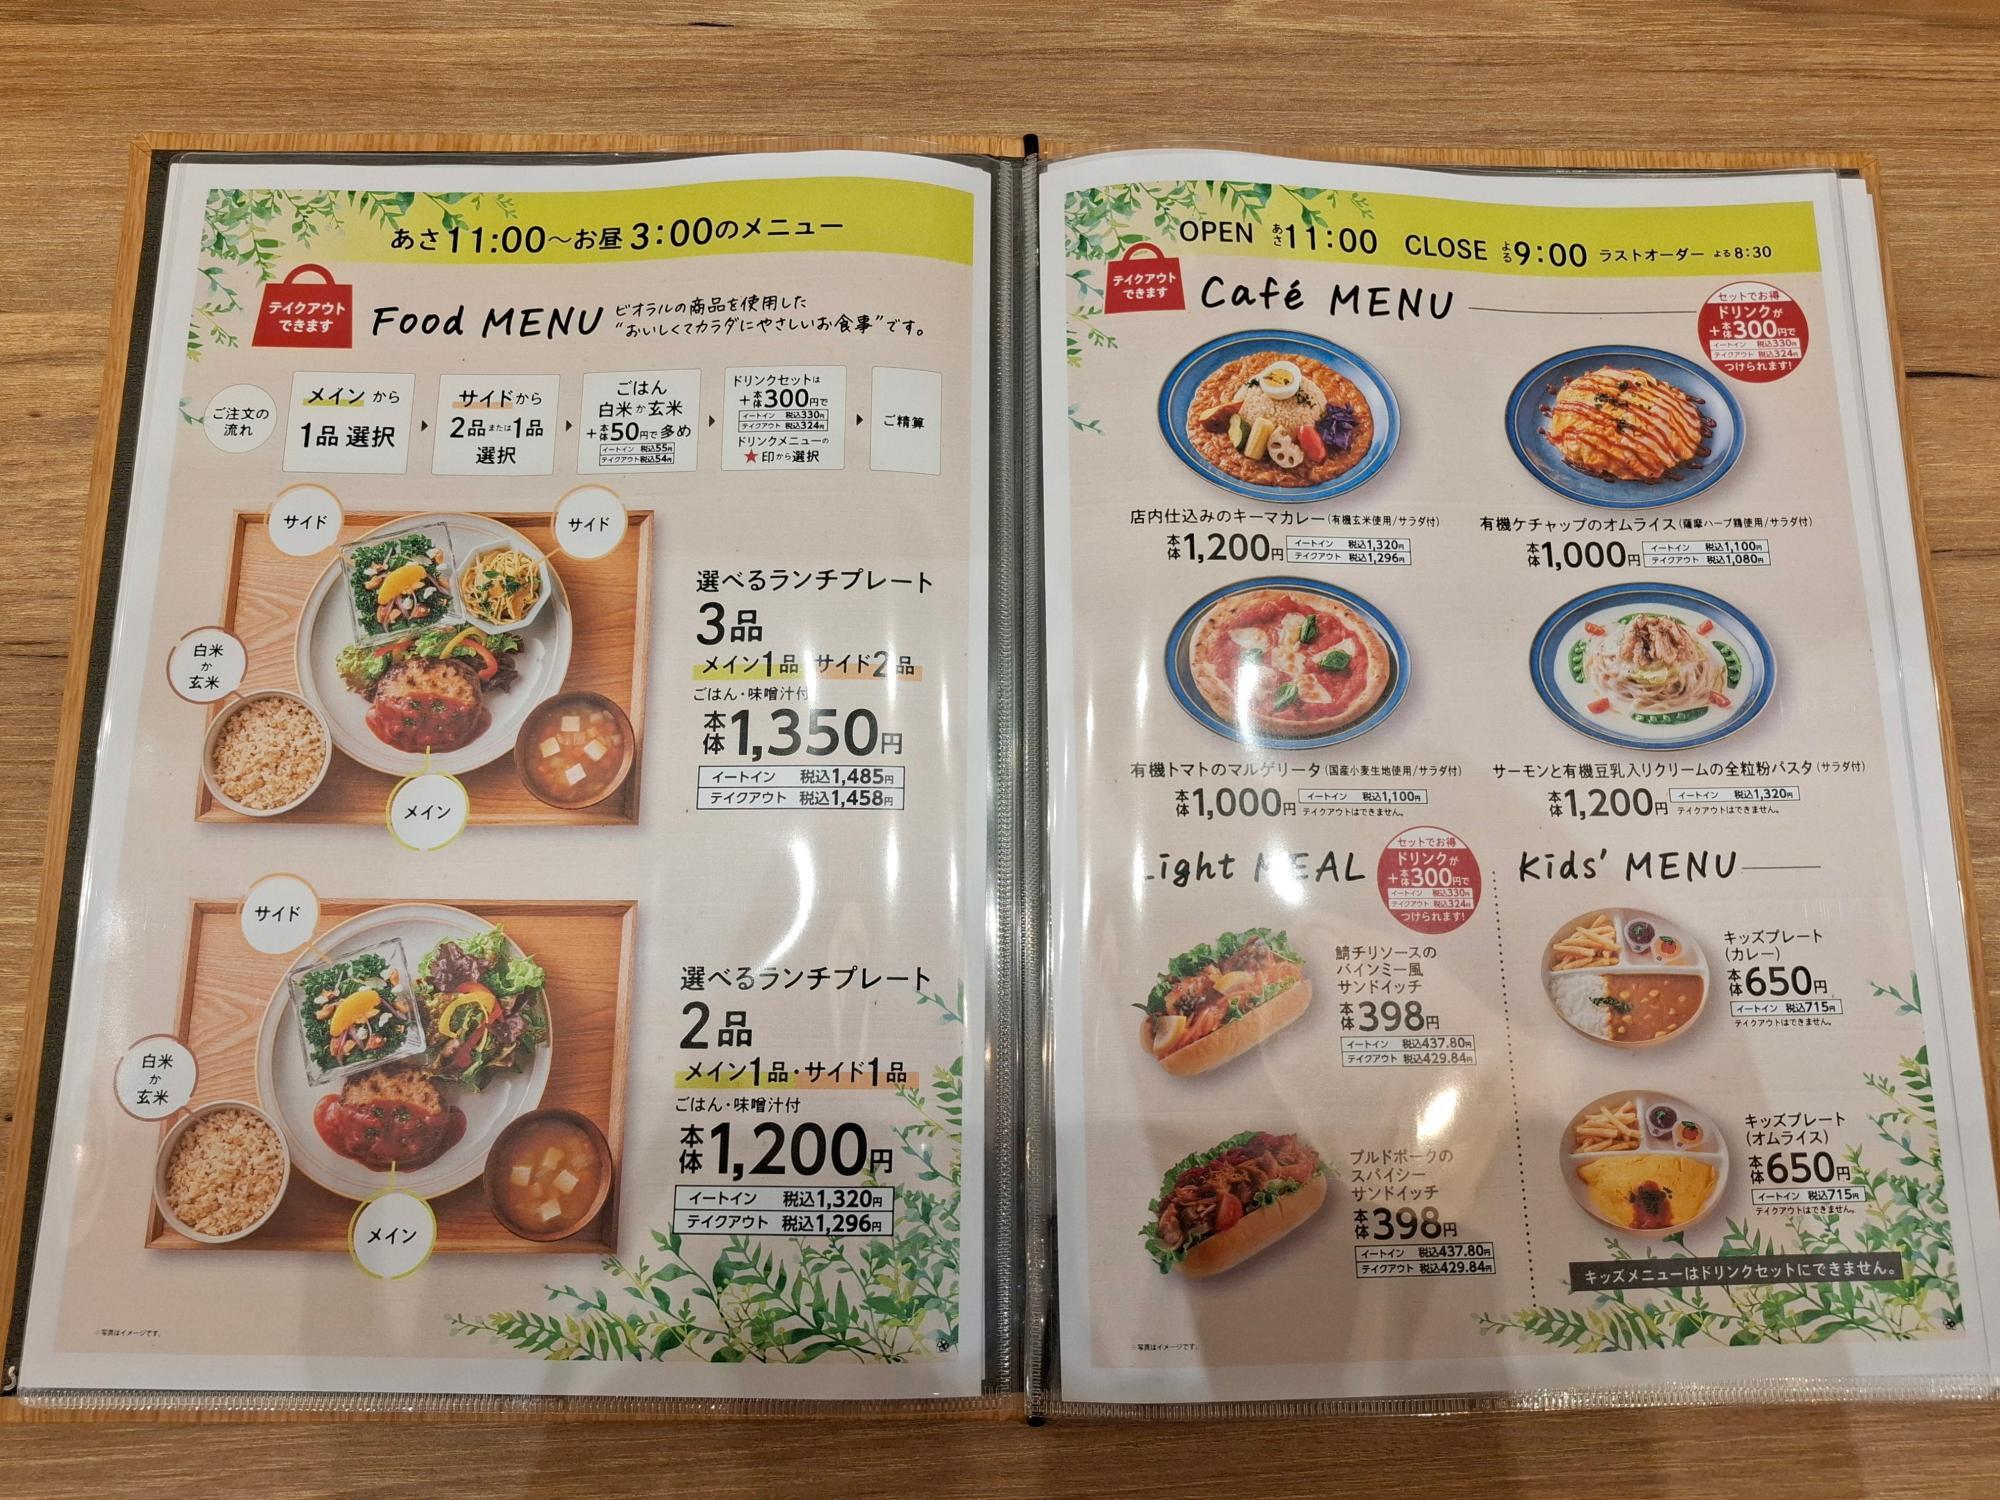 あさ11:00～お昼3:00のメニュー
テイクアウト
できます
Food MENU
ビオラルの商品を使用した
“おいしくてカラダにやさしいお食事”です。
ご注文の
流れ
メインから
1品 選択
サイドから
2品または1品
選択
ごはん
白米か玄米
+本体50円で多め
イートイン 税込55円
テイクアウト 税込54円
ドリンクセットは
+本体300円で
イートイン 税込330円
テイクアウト 税込324円
ドリンクメニューの
★印から選択
ご精算
サイド
サイド
白米
か
玄米
メイン
選べるランチプレート
3品
メイン1品・サイド2品
ごはん・味噌汁付
本体1,350円
イートイン 税込1,485円
テイクアウト 税込1,458円
サイド
白米
か
玄米
メイン
選べるランチプレート
2品
メイン1品・サイド1品
ごはん・味噌汁付
本体1,200円
イートイン 税込1,320円
テイクアウト 税込1,296円
※写真はイメージです。
OPEN あさ11:00 CLOSE よる9:00 ラストオーダー よる8:30
テイクアウト
できます
Café MENU
セットでお得
ドリンクが
+本体300円で
イートイン 税込330円
テイクアウト 税込324円
つけられます!
店内仕込みのキーマカレー(有機玄米使用/サラダ付)
本体1,200円
イートイン 税込1,320円
テイクアウト 税込1,296円
有機ケチャップのオムライス(薩摩ハーブ鶏使用/サラダ付)
本体1,000円
イートイン 税込1,100円
テイクアウト 税込1,080円
有機トマトのマルゲリータ(国産小麦生地使用/サラダ付)
本体1,000円
イートイン 税込1,100円
テイクアウトはできません。
サーモンと有機豆乳入りクリームの全粒粉パスタ(サラダ付)
本体1,200円
イートイン 税込1,320円
テイクアウトはできません。
Light MEAL
セットでお得
ドリンクが
+本体300円で
イートイン 税込330円
テイクアウト 税込324円
つけられます!
鯖チリソースの
バインミー風
サンドイッチ
本体398円
イートイン 税込437.80円
テイクアウト 税込429.84円
プルドポークの
スパイシー
サンドイッチ
本体398円
イートイン 税込437.80円
テイクアウト 税込429.84円
Kids' MENU
キッズプレート
(カレー)
本体650円
イートイン 税込715円
テイクアウトはできません。
キッズプレート
(オムライス)
本体650円
イートイン 税込715円
テイクアウトはできません。
キッズメニューはドリンクセットにできません。
※写真はイメージです。